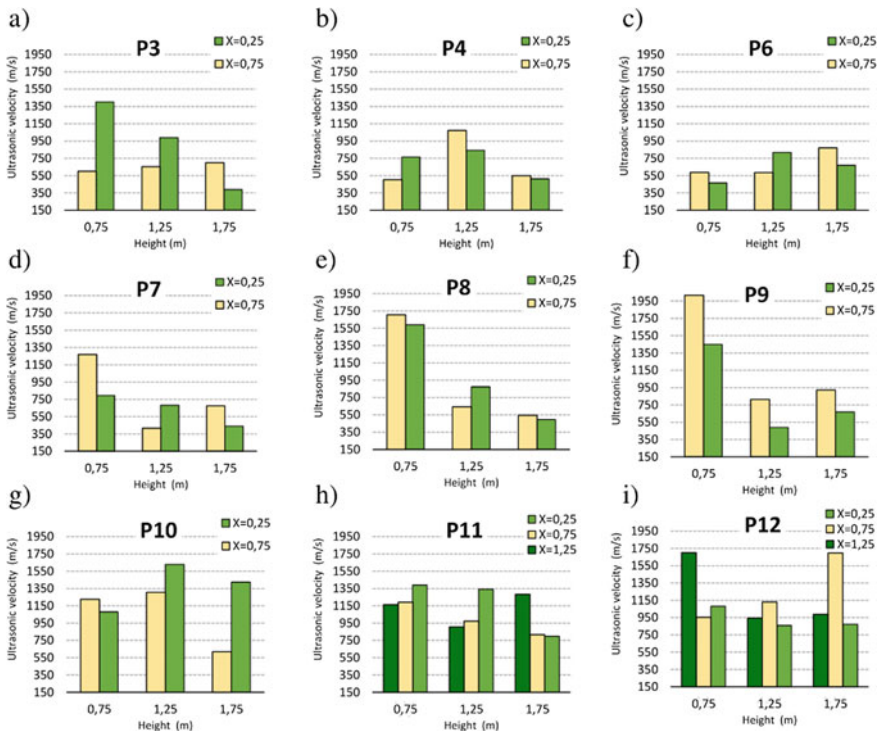 a)
P3
X=0,25
X=0,75
Ultrasonic velocity (m/s)
1950
1750
1550
1350
1150
950
750
550
350
150
0,75 1,25 1,75
Height (m)
b)
P4
X=0,25
X=0,75
Ultrasonic velocity (m/s)
1950
1750
1550
1350
1150
950
750
550
350
150
0,75 1,25 1,75
Height (m)
c)
P6
X=0,25
X=0,75
Ultrasonic velocity (m/s)
1950
1750
1550
1350
1150
950
750
550
350
150
0,75 1,25 1,75
Height (m)
d)
P7
X=0,25
X=0,75
Ultrasonic velocity (m/s)
1950
1750
1550
1350
1150
950
750
550
350
150
0,75 1,25 1,75
Height (m)
e)
P8
X=0,25
X=0,75
Ultrasonic velocity (m/s)
1950
1750
1550
1350
1150
950
750
550
350
150
0,75 1,25 1,75
Height (m)
f)
P9
X=0,25
X=0,75
Ultrasonic velocity (m/s)
1950
1750
1550
1350
1150
950
750
550
350
150
0,75 1,25 1,75
Height (m)
g)
P10
X=0,25
X=0,75
Ultrasonic velocity (m/s)
1950
1750
1550
1350
1150
950
750
550
350
150
0,75 1,25 1,75
Height (m)
h)
P11
X=0,25
X=0,75
X=1,25
Ultrasonic velocity (m/s)
1950
1750
1550
1350
1150
950
750
550
350
150
0,75 1,25 1,75
Height (m)
i)
P12
X=0,25
X=0,75
X=1,25
Ultrasonic velocity (m/s)
1950
1750
1550
1350
1150
950
750
550
350
150
0,75 1,25 1,75
Height (m)